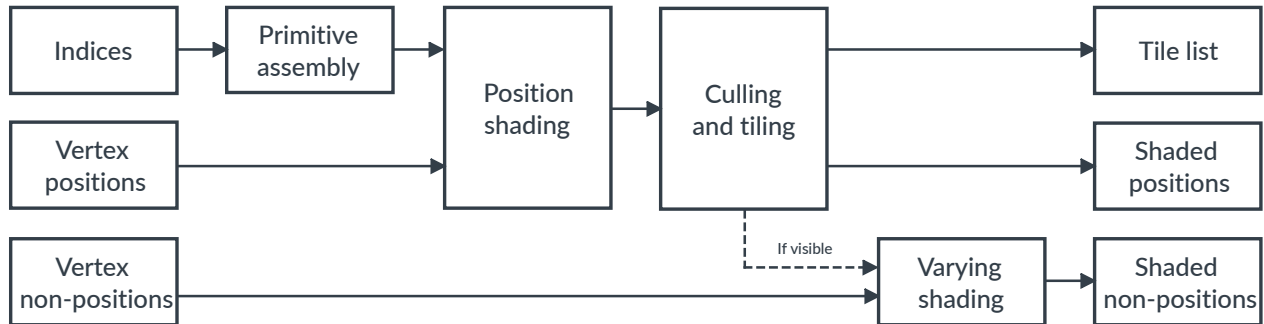 Indices
Primitive
assembly
Position
shading
Culling
and tiling
Tile list
Vertex
positions
Shaded
positions
If visible
Vertex
non-positions
Varying
shading
Shaded
non-positions